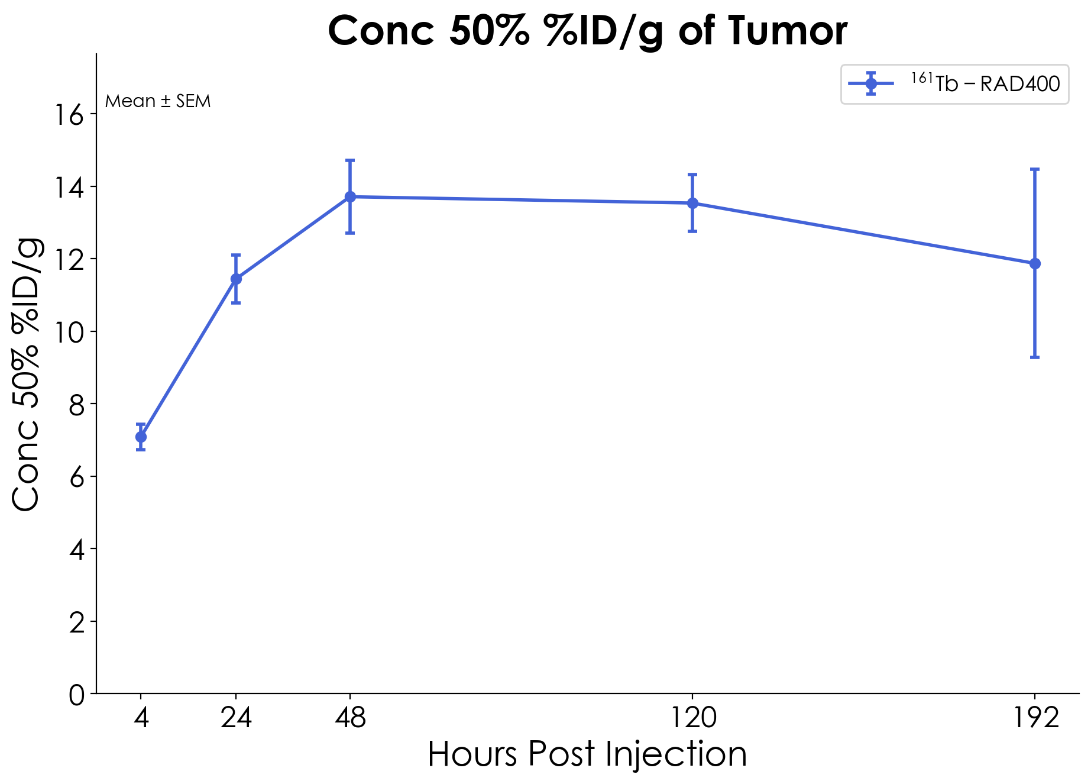 Conc 50% %ID/g of Tumor
Mean ± SEM
¹⁶¹Tb – RAD400
Conc 50% %ID/g
16
14
12
10
8
6
4
2
0
4 24 48 120 192
Hours Post Injection